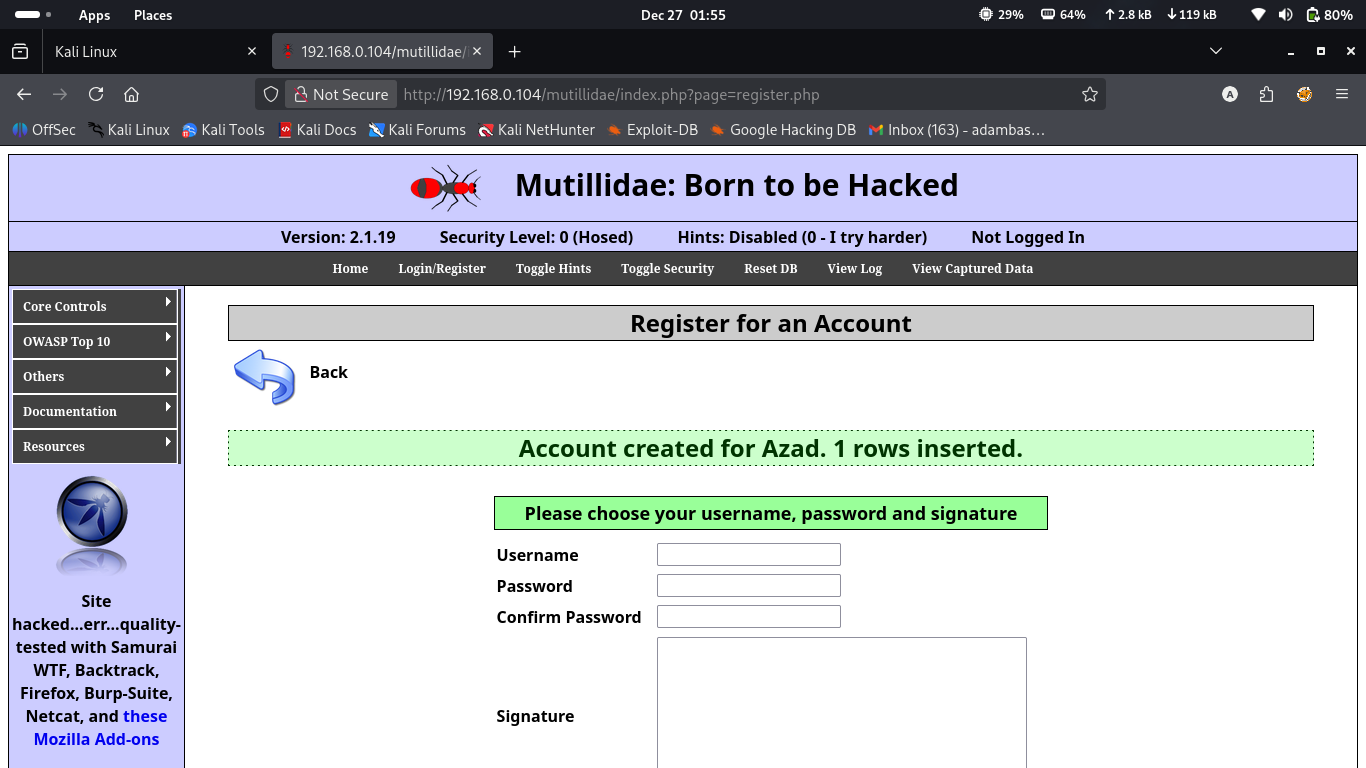 Apps Places Dec 27 01:55 29% 64% 2.8 kB 119 kB 80%
Kali Linux 192.168.0.104/mutillidae/
Not Secure http://192.168.0.104/mutillidae/index.php?page=register.php A
OffSec Kali Linux Kali Tools Kali Docs Kali Forums Kali NetHunter Exploit-DB Google Hacking DB Inbox (163) - adambas…
Mutillidae: Born to be Hacked
Version: 2.1.19 Security Level: 0 (Hosed) Hints: Disabled (0 - I try harder) Not Logged In
Home Login/Register Toggle Hints Toggle Security Reset DB View Log View Captured Data
Core Controls
OWASP Top 10
Others
Documentation
Resources
Site
hacked...err...quality-
tested with Samurai
WTF, Backtrack,
Firefox, Burp-Suite,
Netcat, and these
Mozilla Add-ons
Register for an Account
Back
Account created for Azad. 1 rows inserted.
Please choose your username, password and signature
Username
Password
Confirm Password
Signature